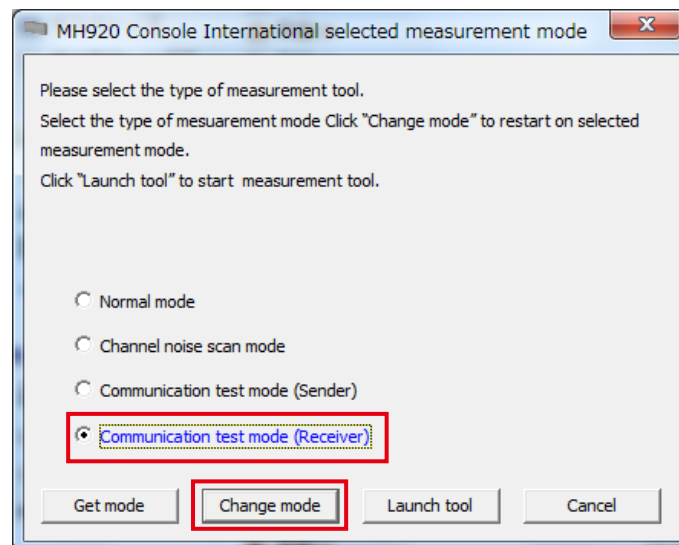 MH920 Console International selected measurement mode
Please select the type of measurement tool.
Select the type of mesuarement mode Click “Change mode” to restart on selected
measurement mode.
Click “Launch tool” to start measurement tool.
Normal mode
Channel noise scan mode
Communication test mode (Sender)
Communication test mode (Receiver)
Get mode Change mode Launch tool Cancel